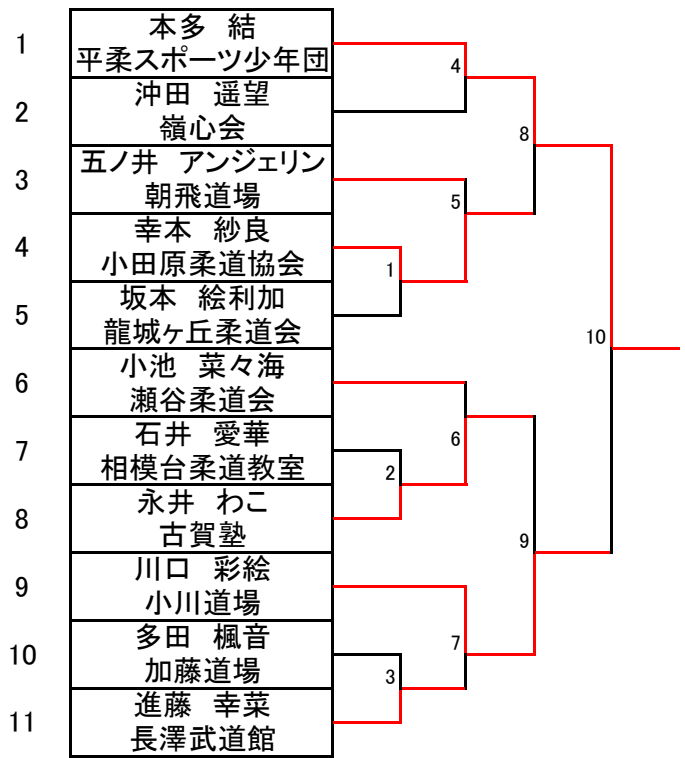 1
本多　結
平柔スポーツ少年団
2
沖田　遥望
嶺心会
3
五ノ井　アンジェリン
朝飛道場
4
幸本　紗良
小田原柔道協会
5
坂本　絵利加
龍城ヶ丘柔道会
6
小池　菜々海
瀬谷柔道会
7
石井　愛華
相模台柔道教室
8
永井　わこ
古賀塾
9
川口　彩絵
小川道場
10
多田　楓音
加藤道場
11
進藤　幸菜
長澤武道館
4
8
5
1
10
6
2
9
7
3